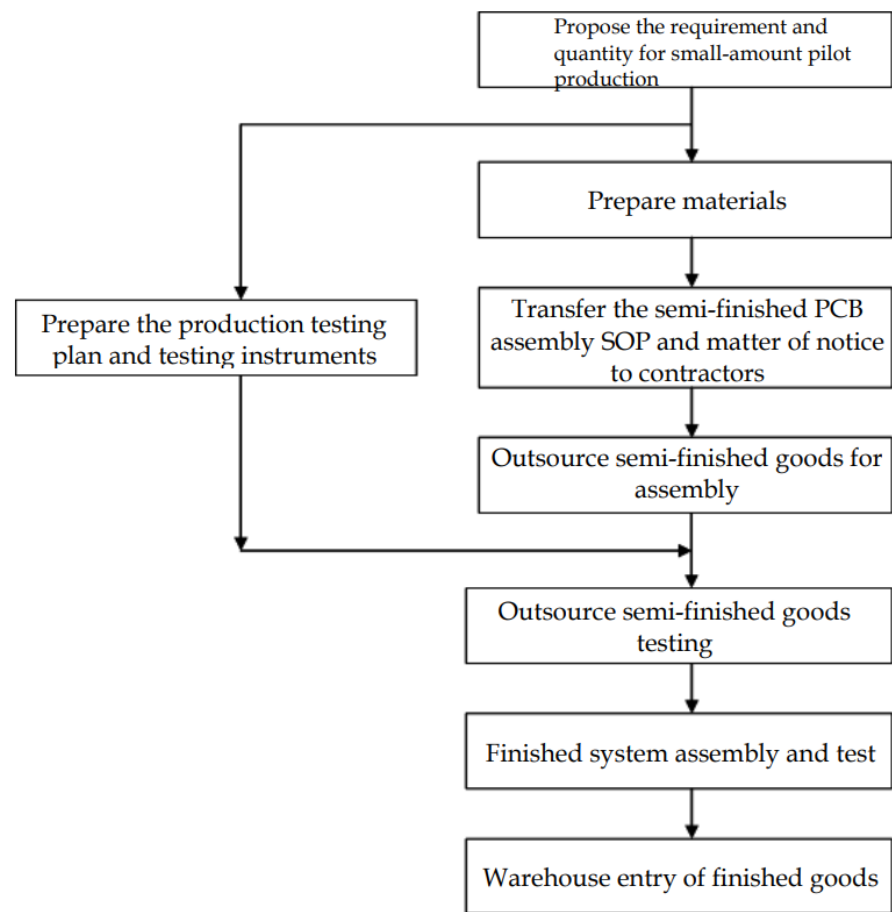 Propose the requirement and
quantity for small-amount pilot
production
Prepare materials
Prepare the production testing
plan and testing instruments
Transfer the semi-finished PCB
assembly SOP and matter of notice
to contractors
Outsource semi-finished goods for
assembly
Outsource semi-finished goods
testing
Finished system assembly and test
Warehouse entry of finished goods